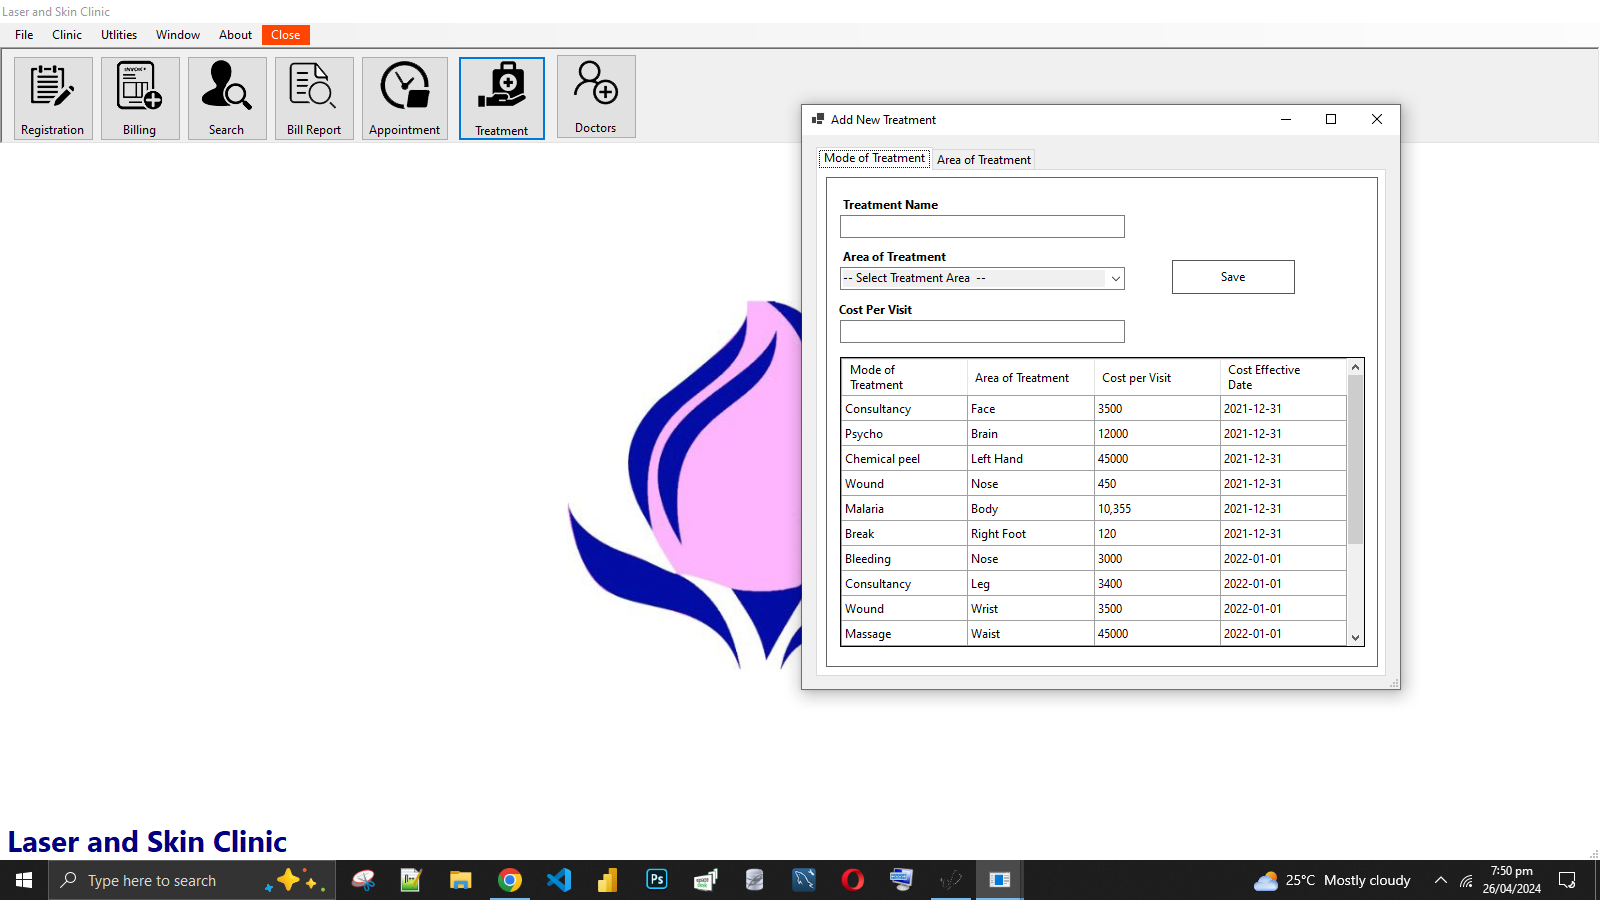 Laser and Skin Clinic
File Clinic Utlities Window About Close
Registration Billing Search Bill Report Appointment Treatment Doctors
INVOICE
Add New Treatment
Mode of Treatment Area of Treatment
Treatment Name
Area of Treatment
-- Select Treatment Area --
Save
Cost Per Visit
Mode of Treatment Area of Treatment Cost per Visit Cost Effective Date
Consultancy Face 3500 2021-12-31
Psycho Brain 12000 2021-12-31
Chemical peel Left Hand 45000 2021-12-31
Wound Nose 450 2021-12-31
Malaria Body 10,355 2021-12-31
Break Right Foot 120 2021-12-31
Bleeding Nose 3000 2022-01-01
Consultancy Leg 3400 2022-01-01
Wound Wrist 3500 2022-01-01
Massage Waist 45000 2022-01-01
Laser and Skin Clinic
Type here to search
Ps
25°C Mostly cloudy
7:50 pm
26/04/2024